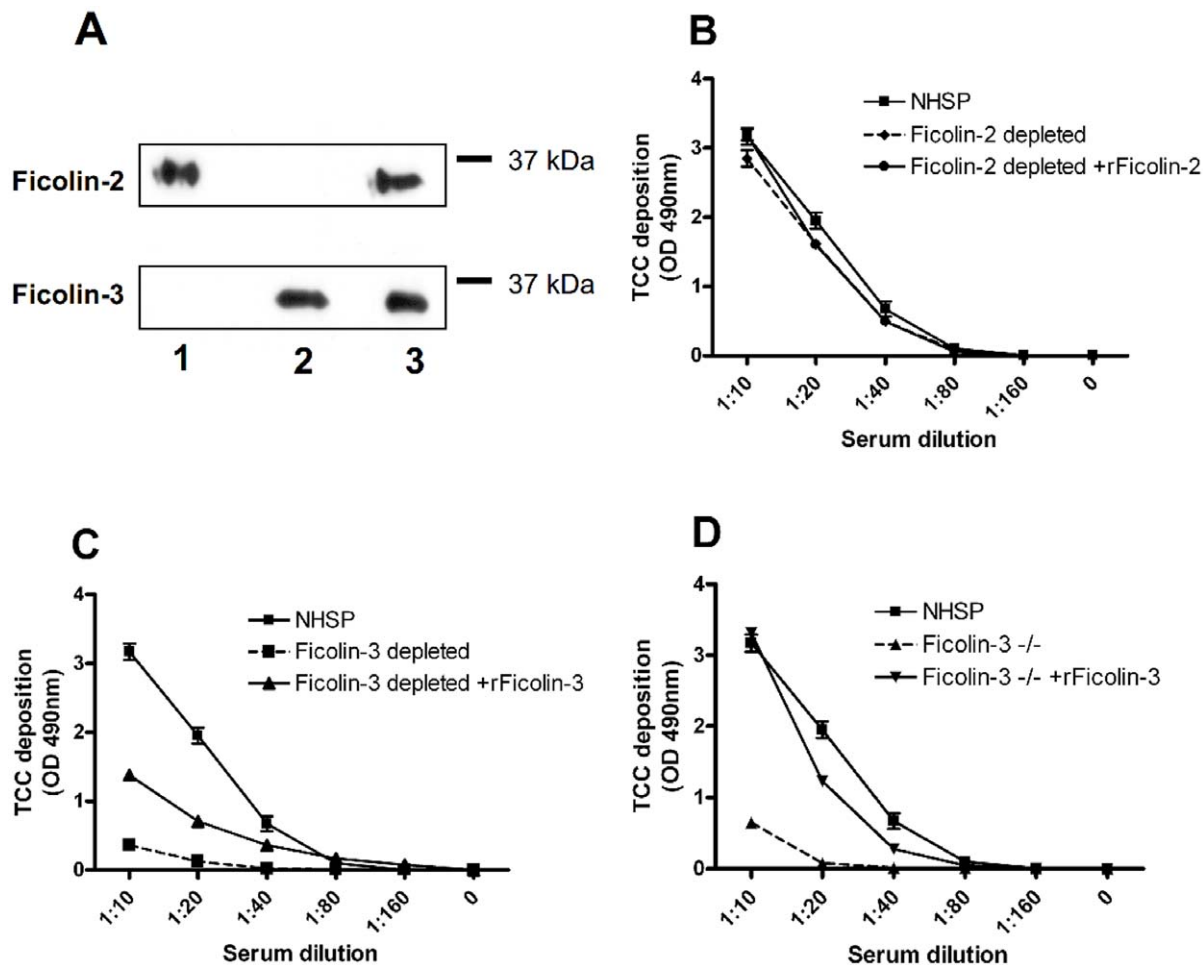 A
Ficolin-2
37 kDa
Ficolin-3
37 kDa
1 2 3
B
TCC deposition
(OD 490nm)
4
3
2
1
0
NHSP
Ficolin-2 depleted
Ficolin-2 depleted +rFicolin-2
1:10 1:20 1:40 1:80 1:160 0
Serum dilution
C
TCC deposition
(OD 490nm)
4
3
2
1
0
NHSP
Ficolin-3 depleted
Ficolin-3 depleted +rFicolin-3
1:10 1:20 1:40 1:80 1:160 0
Serum dilution
D
TCC deposition
(OD 490nm)
4
3
2
1
0
NHSP
Ficolin-3 -/-
Ficolin-3 -/- +rFicolin-3
1:10 1:20 1:40 1:80 1:160 0
Serum dilution